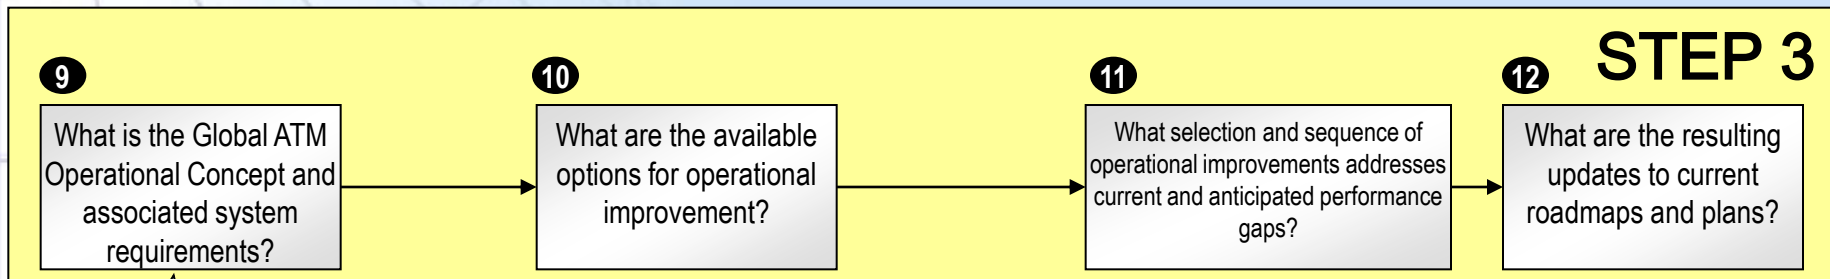 STEP 3
9
What is the Global ATM
Operational Concept and
associated system
requirements?
10
What are the available
options for operational
improvement?
11
What selection and sequence of
operational improvements addresses
current and anticipated performance
gaps?
12
What are the resulting
updates to current
roadmaps and plans?